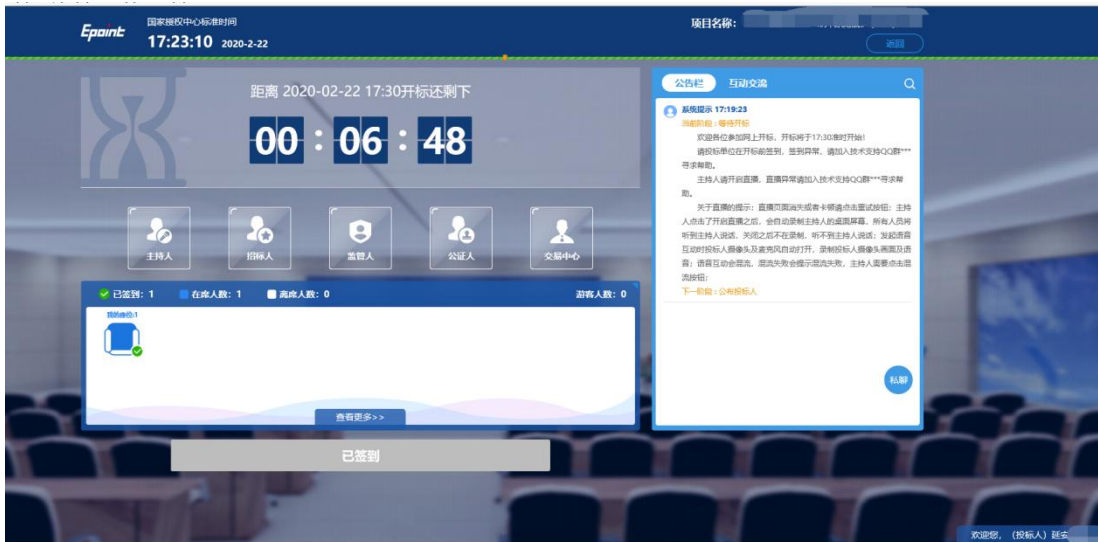 Epoint
国家授权中心标准时间
17:23:10 2020-2-22
项目名称：
返回
距离 2020-02-22 17:30开标还剩下
00 : 06 : 48
主持人
招标人
监管人
公证人
交易中心
已签到：1 在席人数：1 离席人数：0 游客人数：0
我的座位:1
查看更多>>
已签到
公告栏 互动交流
系统提示 17:19:23
当前阶段：等待开标
欢迎各位参加网上开标，开标将于17:30准时开始！
请投标单位在开标前签到，签到异常，请加入技术支持QQ群***
寻求帮助。
主持人请开启直播，直播异常请加入技术支持QQ群***寻求帮
助。
关于直播的提示：直播页面消失或者卡顿请点击重试按钮；主持
人点击了开启直播之后，会自动录制主持人的桌面屏幕，所有人员将
听到主持人说话，关闭之后不在录制，听不到主持人说话；发起语音
互动时投标人摄像头及麦克风自动打开，录制投标人摄像头画面及语
音；语音互动会混流，混流失败会提示混流失败，主持人需要点击混
流按钮；
下一阶段：公布投标人
私聊
欢迎您，（投标人）延